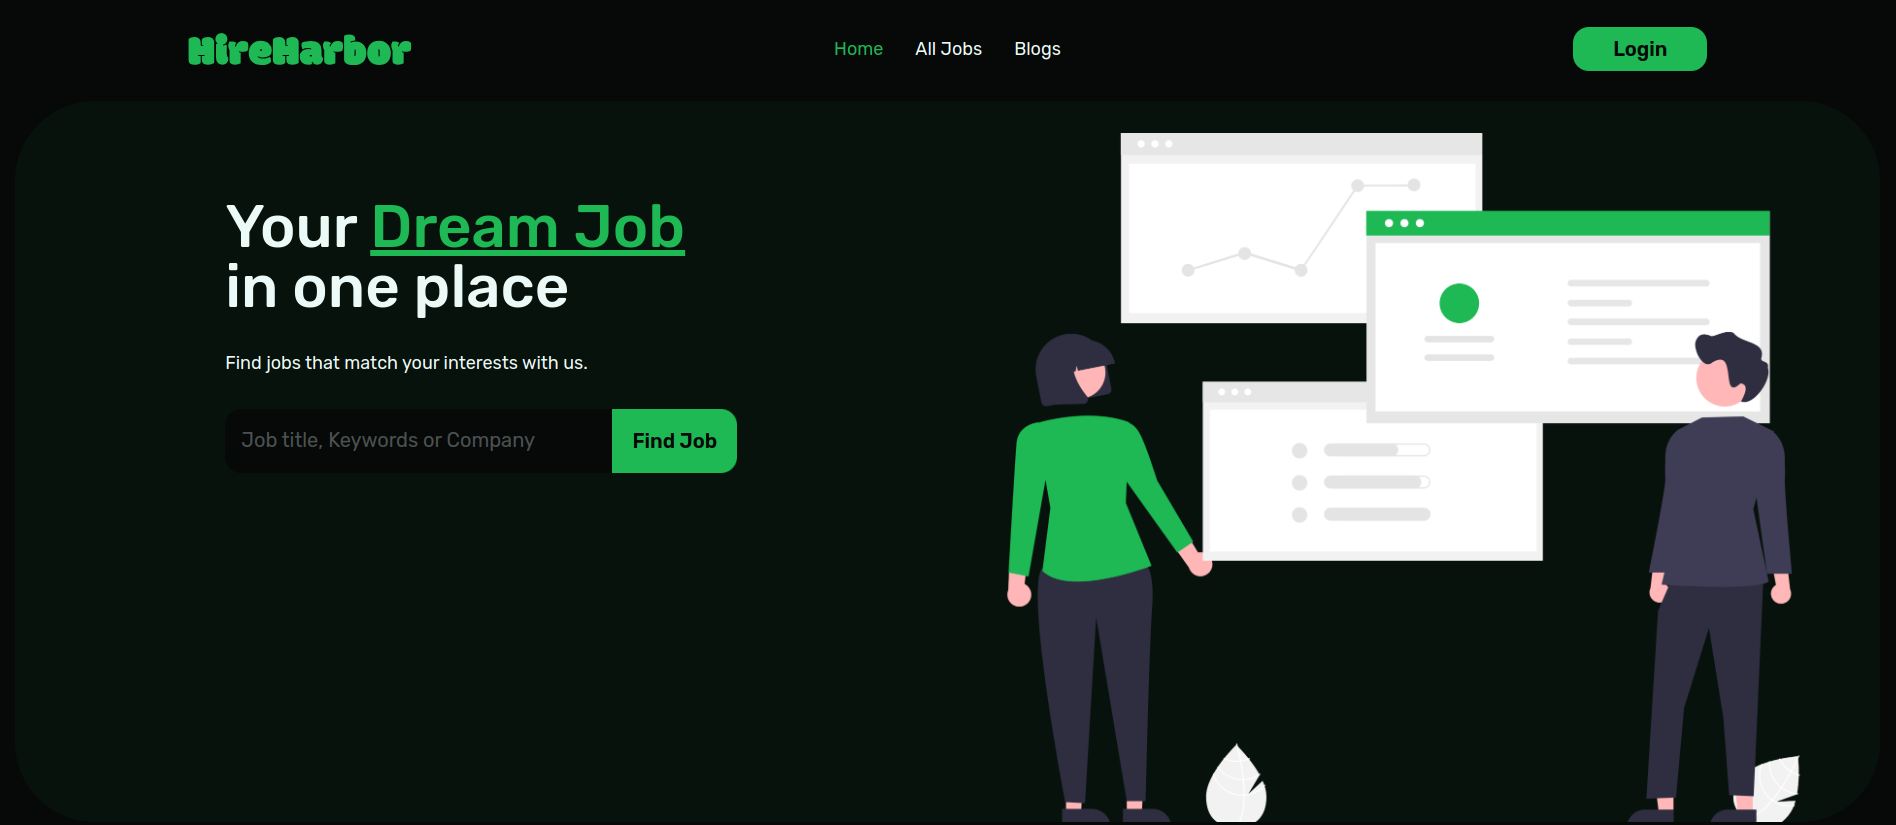 HireHarbor
Home
All Jobs
Blogs
Login
Your Dream Job
in one place
Find jobs that match your interests with us.
Job title, Keywords or Company
Find Job